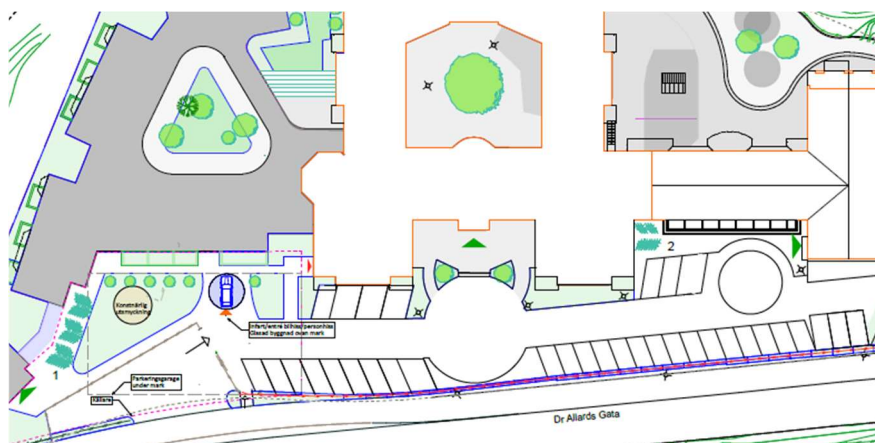 Konstnärlig
utsmyckning
2
Infart/entré bilhiss/personhiss
Glasad byggnad ovan mark
1
Parkeringsgarage
under mark
Källare
Dr Allards Gata